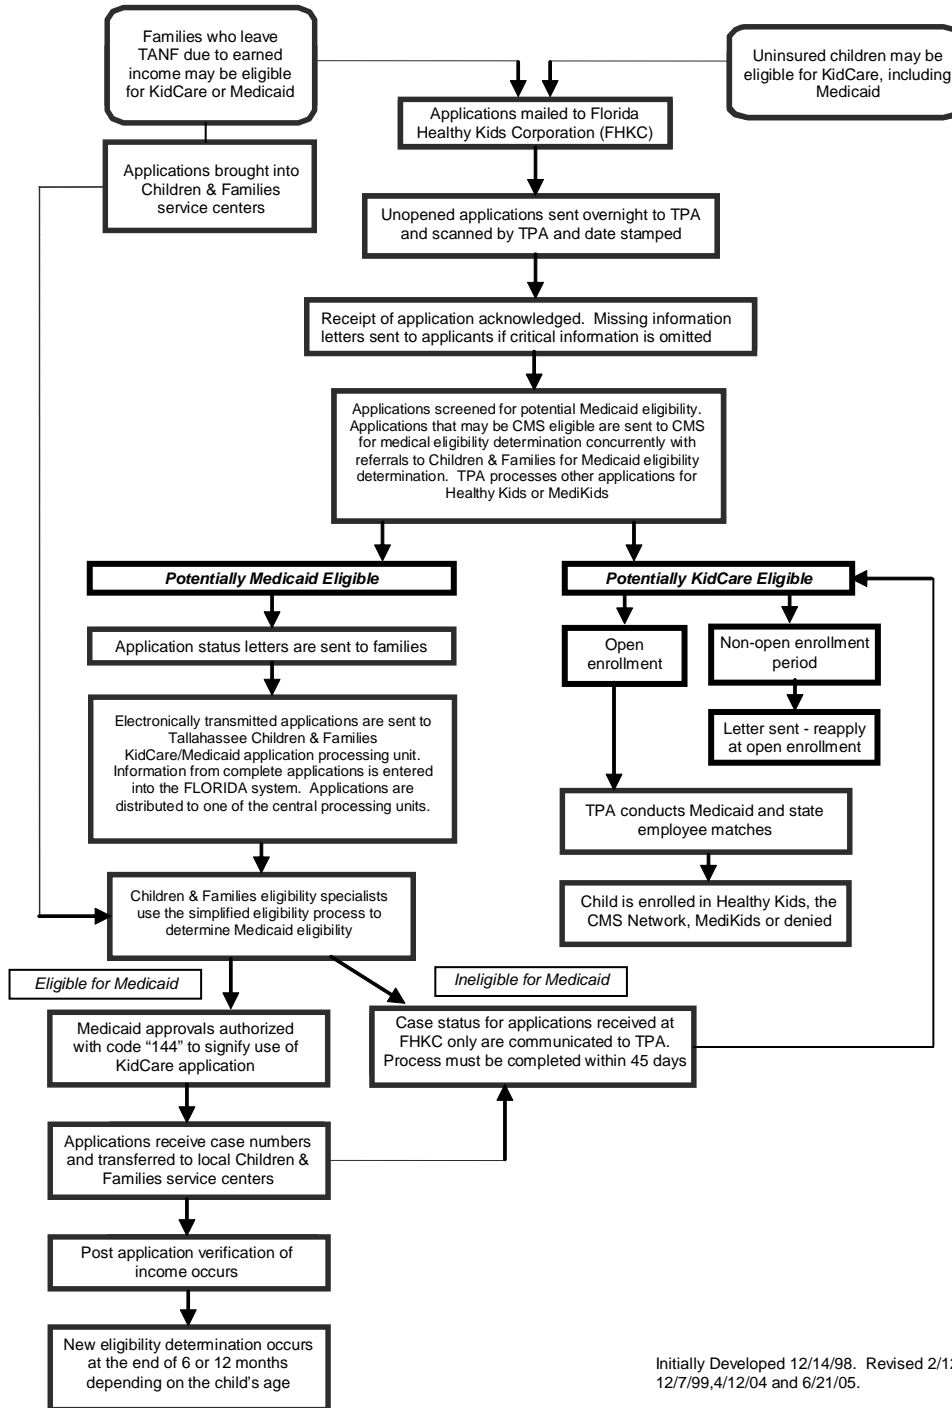 Families who leave
TANF due to earned
income may be eligible
for KidCare or Medicaid
Uninsured children may be
eligible for KidCare, including
Medicaid
Applications mailed to Florida
Healthy Kids Corporation (FHKC)
Applications brought into
Children & Families
service centers
Unopened applications sent overnight to TPA
and scanned by TPA and date stamped
Receipt of application acknowledged.  Missing information
letters sent to applicants if critical information is omitted
Applications screened for potential Medicaid eligibility.
Applications that may be CMS eligible are sent to CMS
for medical eligibility determination concurrently with
referrals to Children & Families for Medicaid eligibility
determination.  TPA processes other applications for
Healthy Kids or MediKids
Potentially Medicaid Eligible
Potentially KidCare Eligible
Application status letters are sent to families
Open
enrollment
Non-open enrollment
period
Letter sent - reapply
at open enrollment
Electronically transmitted applications are sent to
Tallahassee Children & Families
KidCare/Medicaid application processing unit.
Information from complete applications is entered
into the FLORIDA system.  Applications are
distributed to one of the central processing units.
TPA conducts Medicaid and state
employee matches
Child is enrolled in Healthy Kids, the
CMS Network, MediKids or denied
Children & Families eligibility specialists
use the simplified eligibility process to
determine Medicaid eligibility
Eligible for Medicaid
Ineligible for Medicaid
Medicaid approvals authorized
with code “144” to signify use of
KidCare application
Case status for applications received at
FHKC only are communicated to TPA.
Process must be completed within 45 days
Applications receive case numbers
and transferred to local Children &
Families service centers
Post application verification of
income occurs
New eligibility determination occurs
at the end of 6 or 12 months
depending on the child’s age
Initially Developed 12/14/98.  Revised 2/12
12/7/99,4/12/04 and 6/21/05.